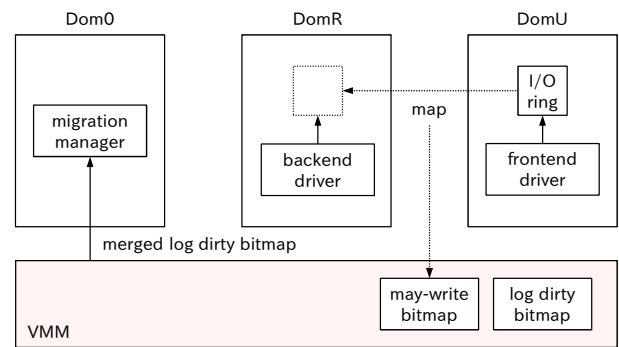 Dom0
DomR
DomU
I/O
ring
map
migration
manager
backend
driver
frontend
driver
merged log dirty bitmap
may-write
bitmap
log dirty
bitmap
VMM